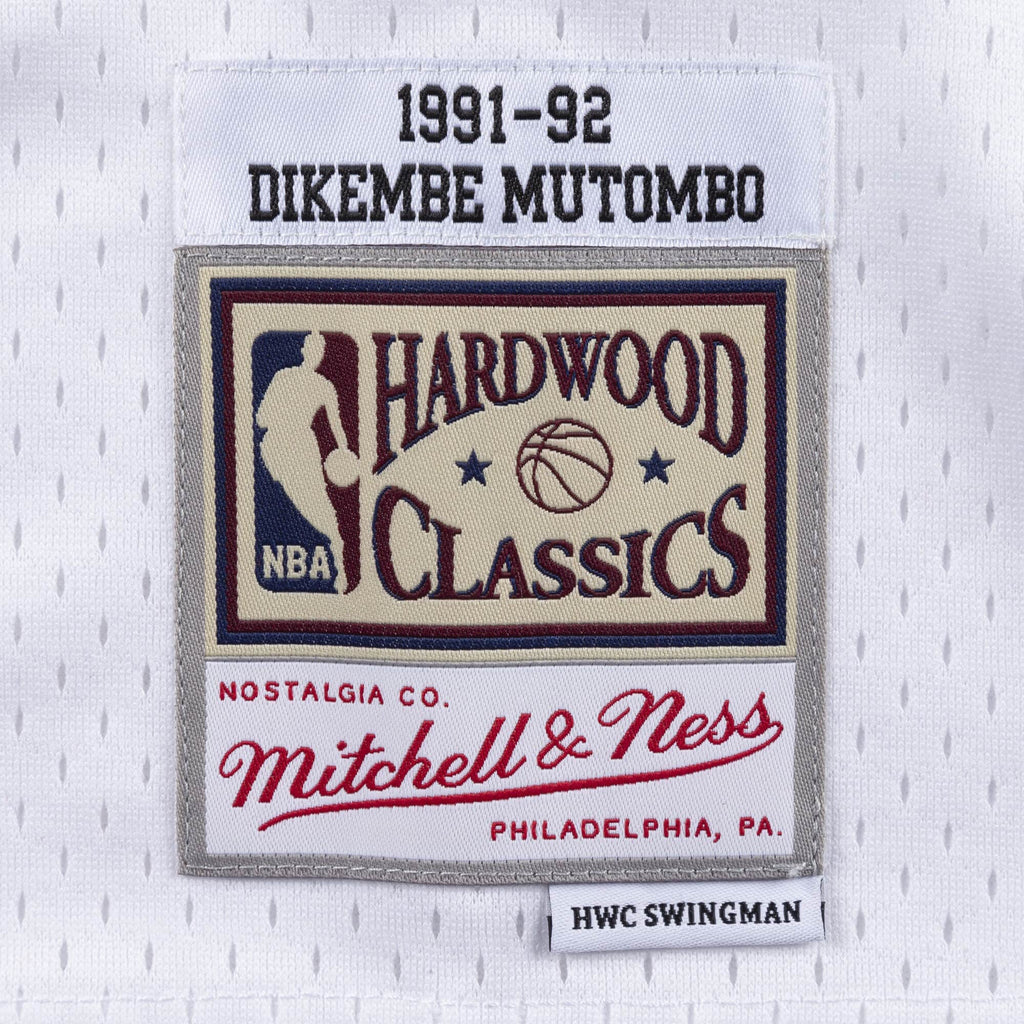 1991-92
DIKEMBE MUTOMBO
HARDWOOD
CLASSICS
NBA
NOSTALGIA CO.
Mitchell & Ness
PHILADELPHIA, PA.
HWC SWINGMAN